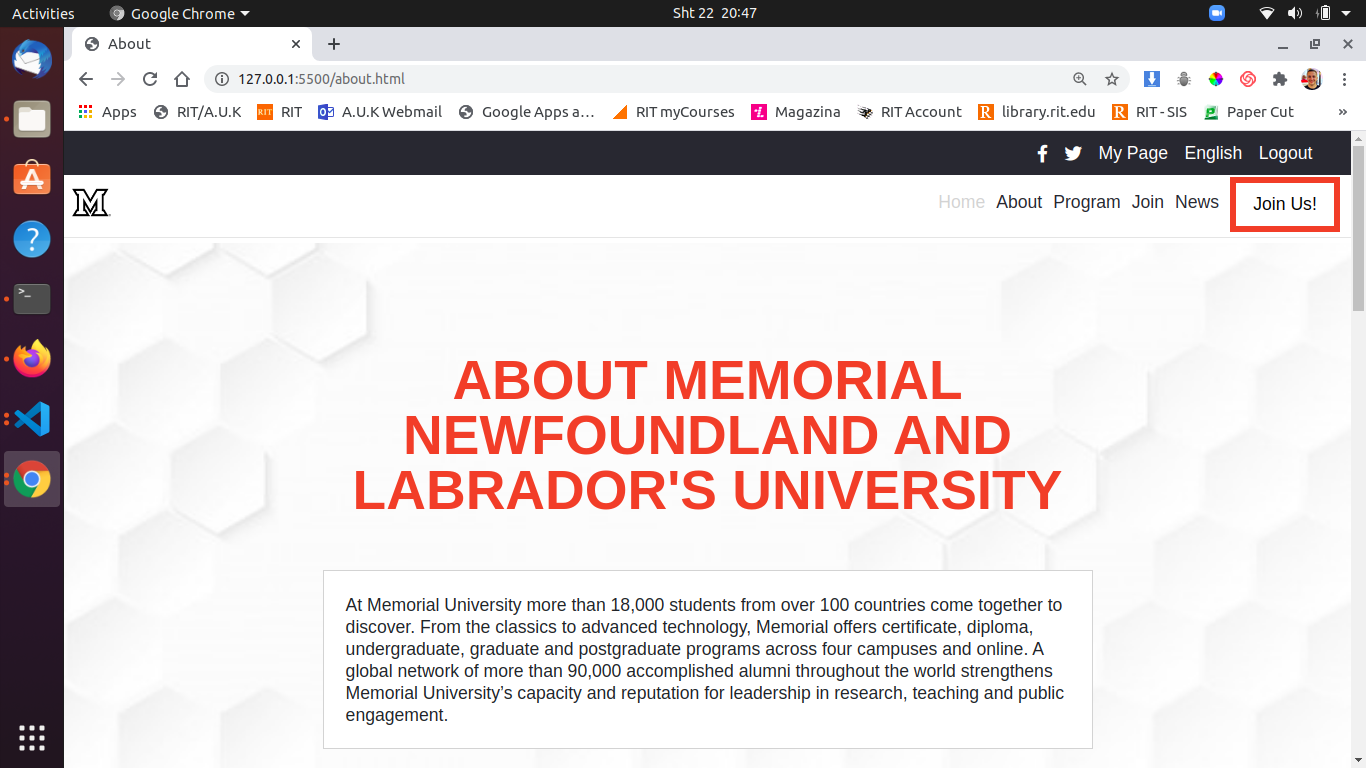 Activities Google Chrome Sht 22 20:47
About
127.0.0.1:5500/about.html
Apps RIT/A.U.K RIT RIT A.U.K Webmail Google Apps a… RIT myCourses Magazina RIT Account R library.rit.edu R RIT - SIS Paper Cut »
My Page English Logout
M Home About Program Join News Join Us!
ABOUT MEMORIAL
NEWFOUNDLAND AND
LABRADOR'S UNIVERSITY
At Memorial University more than 18,000 students from over 100 countries come together to
discover. From the classics to advanced technology, Memorial offers certificate, diploma,
undergraduate, graduate and postgraduate programs across four campuses and online. A
global network of more than 90,000 accomplished alumni throughout the world strengthens
Memorial University’s capacity and reputation for leadership in research, teaching and public
engagement.